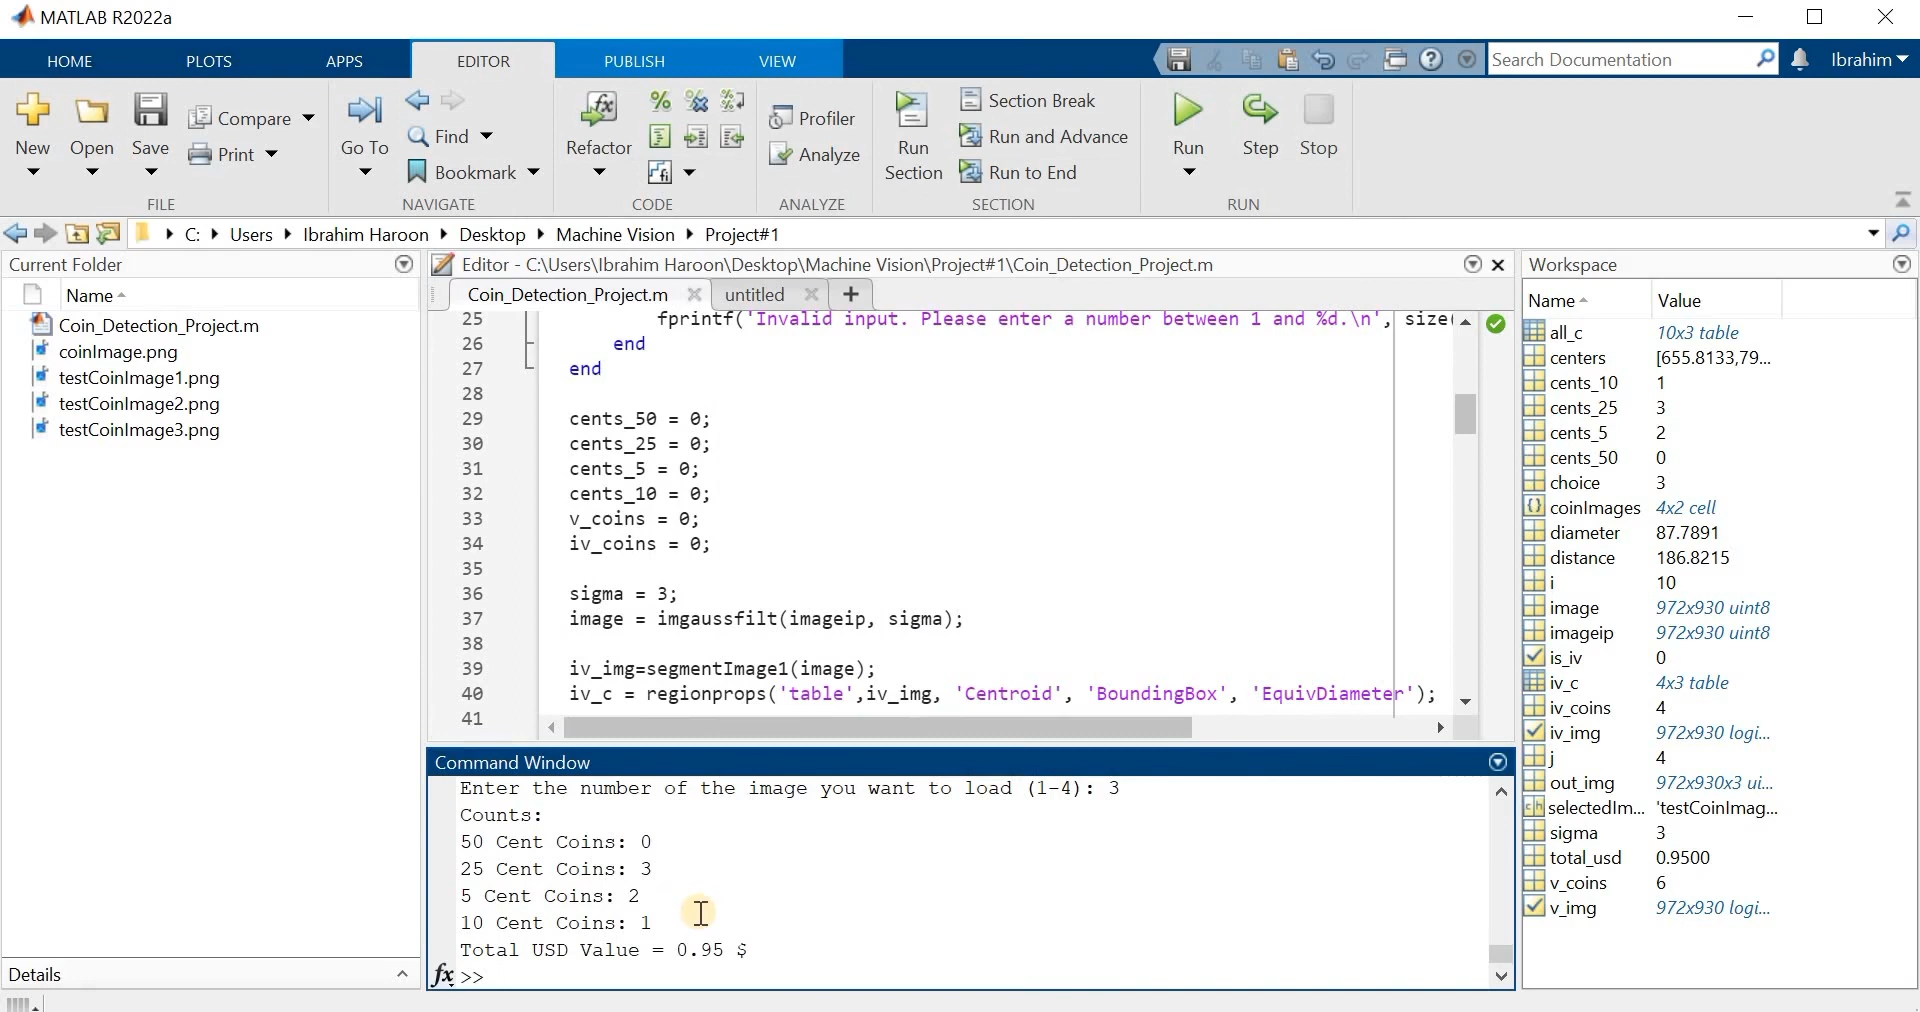 MATLAB R2022a
HOME PLOTS APPS EDITOR PUBLISH VIEW
Search Documentation
Ibrahim
New
Open
Save
Compare
Print
FILE
Go To
Find
Bookmark
NAVIGATE
Refactor
CODE
Profiler
Analyze
ANALYZE
Run
Section
Section Break
Run and Advance
Run to End
SECTION
Run
Step
Stop
RUN
C: Users Ibrahim Haroon Desktop Machine Vision Project#1
Current Folder
Name
Coin_Detection_Project.m
coinImage.png
testCoinImage1.png
testCoinImage2.png
testCoinImage3.png
Details
Editor - C:\Users\Ibrahim Haroon\Desktop\Machine Vision\Project#1\Coin_Detection_Project.m
Coin_Detection_Project.m untitled
25 fprintf('Invalid input. Please enter a number between 1 and %d.\n', size(
26 end
27 end
28
29 cents_50 = 0;
30 cents_25 = 0;
31 cents_5 = 0;
32 cents_10 = 0;
33 v_coins = 0;
34 iv_coins = 0;
35
36 sigma = 3;
37 image = imgaussfilt(imageip, sigma);
38
39 iv_img=segmentImage1(image);
40 iv_c = regionprops('table',iv_img, 'Centroid', 'BoundingBox', 'EquivDiameter');
41
Command Window
Enter the number of the image you want to load (1-4): 3
Counts:
50 Cent Coins: 0
25 Cent Coins: 3
5 Cent Coins: 2
10 Cent Coins: 1
Total USD Value = 0.95 $
fx >>
Workspace
Name Value
all_c 10x3 table
centers [655.8133,79...
cents_10 1
cents_25 3
cents_5 2
cents_50 0
choice 3
coinImages 4x2 cell
diameter 87.7891
distance 186.8215
i 10
image 972x930 uint8
imageip 972x930 uint8
is_iv 0
iv_c 4x3 table
iv_coins 4
iv_img 972x930 logi...
j 4
out_img 972x930x3 ui...
selectedIm... 'testCoinImag...
sigma 3
total_usd 0.9500
v_coins 6
v_img 972x930 logi...